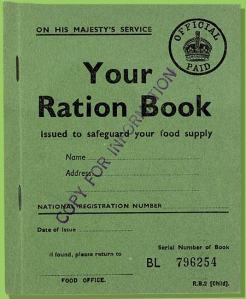 ON HIS MAJESTY'S SERVICE
OFFICIAL
PAID
Your
Ration Book
Issued to safeguard your food supply
COPY FOR INFORMATION
Name
Address
NATIONAL REGISTRATION NUMBER
Date of Issue
Serial Number of Book
If found, please return to
BL 796254
FOOD OFFICE.
R.B.2 [Child].